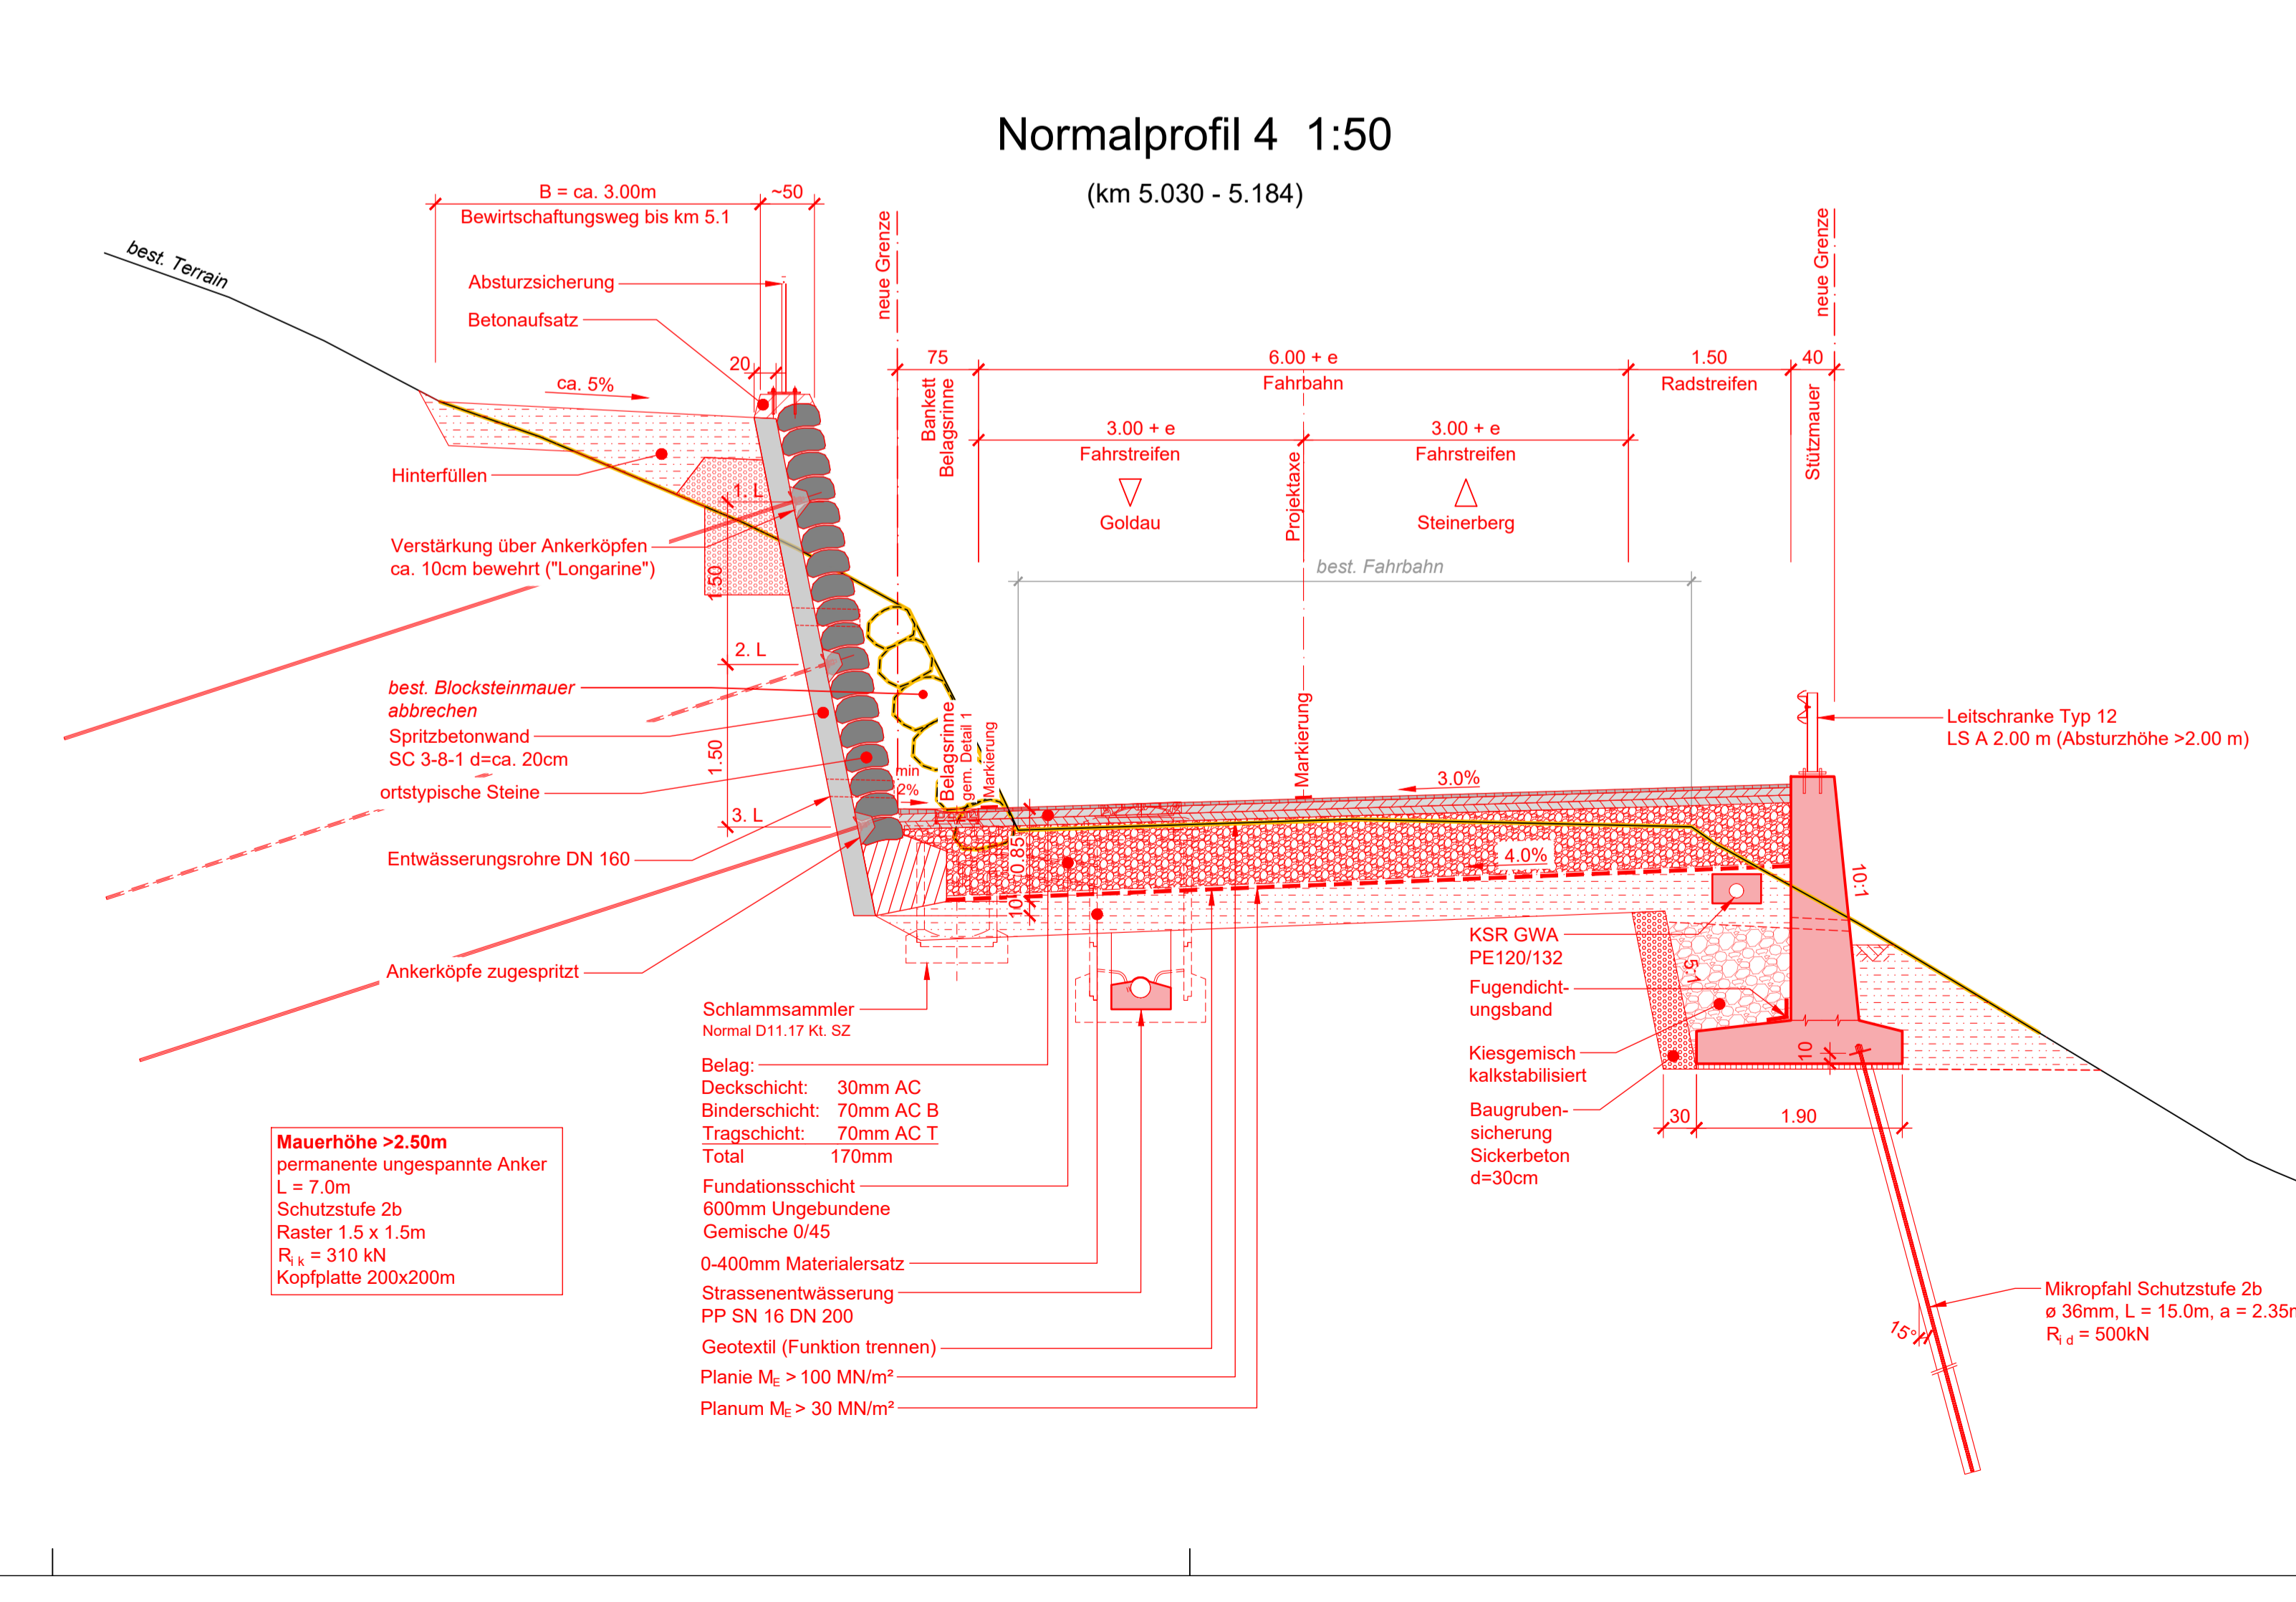 Normalprofil 4 1:50
(km 5.030 - 5.184)
B = ca. 3.00m
~50
Bewirtschaftungsweg bis km 5.1
best. Terrain
Absturzsicherung
Betonaufsatz
20
ca. 5%
neue Grenze
neue Grenze
75
6.00 + e
1.50
40
Bankett
Belagsrinne
Fahrbahn
Radstreifen
Stützmauer
3.00 + e
3.00 + e
Fahrstreifen
Fahrstreifen
Goldau
Steinerberg
Projektaxe
best. Fahrbahn
Hinterfüllen
1. L
Verstärkung über Ankerköpfen
ca. 10cm bewehrt ("Longarine")
1.50
2. L
best. Blocksteinmauer
abbrechen
Spritzbetonwand
SC 3-8-1 d=ca. 20cm
1.50
ortstypische Steine
3. L
Entwässerungsrohre DN 160
Ankerköpfe zugespritzt
min
2%
Belagsrinne
gem. Detail 1
Markierung
Markierung
3.0%
4.0%
0.85
10
Leitschranke Typ 12
LS A 2.00 m (Absturzhöhe >2.00 m)
10:1
5:1
KSR GWA
PE120/132
Fugendicht-
ungsband
Kiesgemisch
kalkstabilisiert
Baugruben-
sicherung
Sickerbeton
d=30cm
10
30
1.90
Schlammsammler
Normal D11.17 Kt. SZ
Belag:
Deckschicht: 30mm AC
Binderschicht: 70mm AC B
Tragschicht: 70mm AC T
Total 170mm
Fundationsschicht
600mm Ungebundene
Gemische 0/45
0-400mm Materialersatz
Strassenentwässerung
PP SN 16 DN 200
Geotextil (Funktion trennen)
Planie ME > 100 MN/m²
Planum ME > 30 MN/m²
Mauerhöhe >2.50m
permanente ungespannte Anker
L = 7.0m
Schutzstufe 2b
Raster 1.5 x 1.5m
Ri k = 310 kN
Kopfplatte 200x200m
Mikropfahl Schutzstufe 2b
ø 36mm, L = 15.0m, a = 2.35
Ri d = 500kN
15°